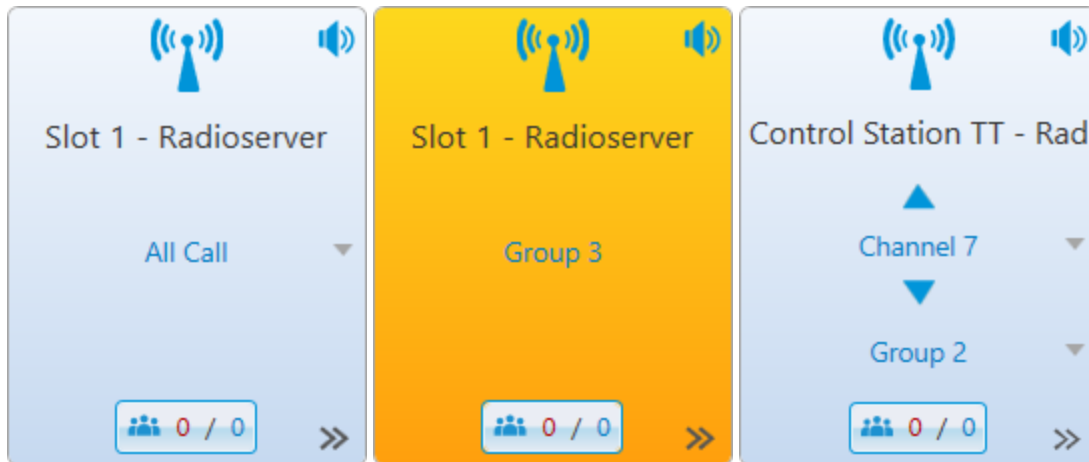 Slot 1 - Radioserver
All Call
0 / 0
Slot 1 - Radioserver
Group 3
0 / 0
Control Station TT - Rad
Channel 7
Group 2
0 / 0